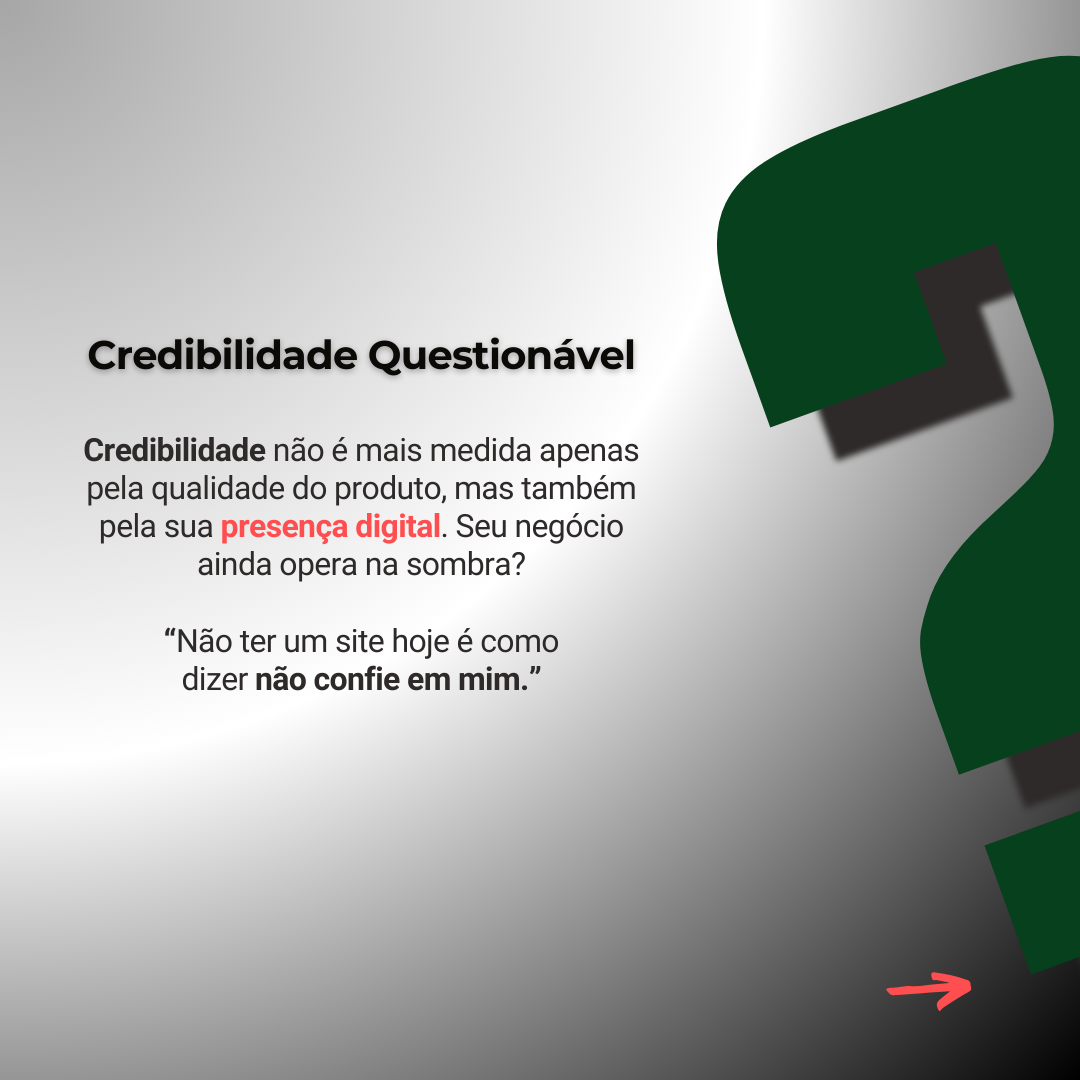 Credibilidade Questionável
Credibilidade não é mais medida apenas
pela qualidade do produto, mas também
pela sua presença digital. Seu negócio
ainda opera na sombra?
“Não ter um site hoje é como
dizer não confie em mim.”
?